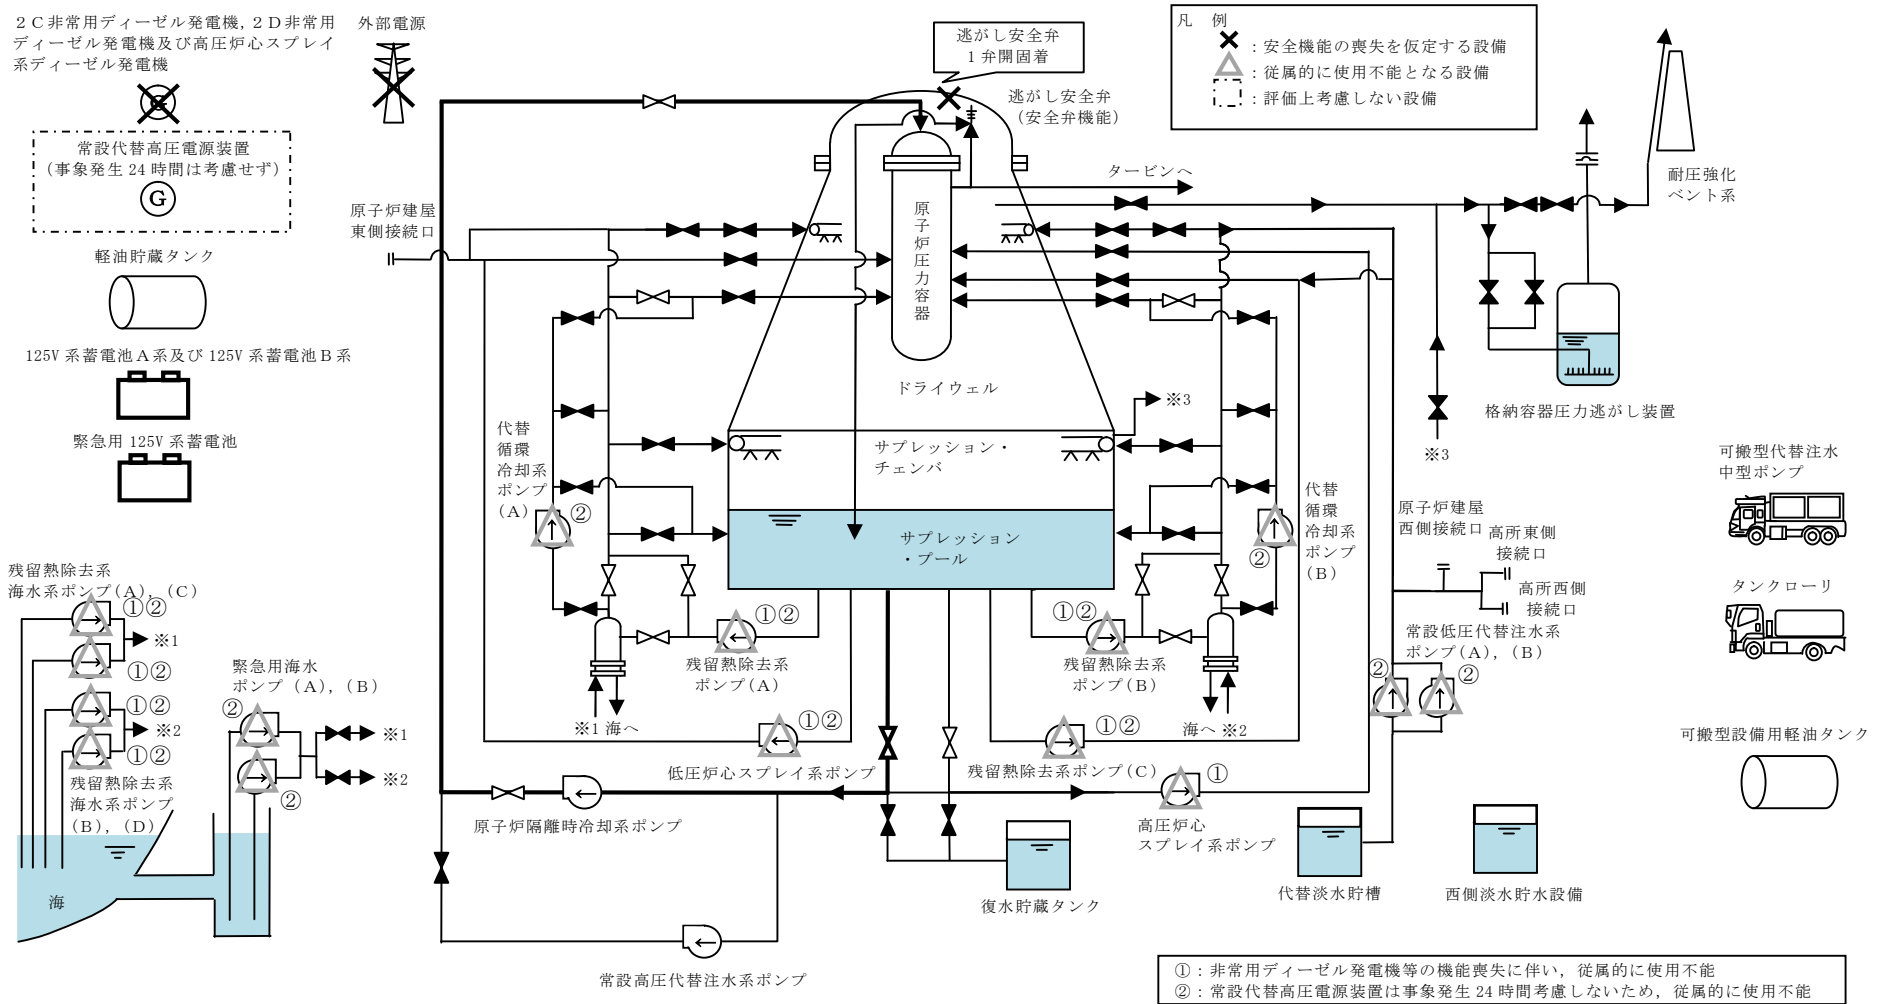 ２Ｃ非常用ディーゼル発電機，２Ｄ非常用
ディーゼル発電機及び高圧炉心スプレイ
系ディーゼル発電機
G
外部電源
常設代替高圧電源装置
（事象発生 24 時間は考慮せず）
G
軽油貯蔵タンク
125V 系蓄電池Ａ系及び 125V 系蓄電池Ｂ系
緊急用 125V 系蓄電池
逃がし安全弁
１弁開固着
逃がし安全弁
（安全弁機能）
凡　例
：安全機能の喪失を仮定する設備
：従属的に使用不能となる設備
：評価上考慮しない設備
耐圧強化
ベント系
タービンへ
原子炉建屋
東側接続口
原子炉圧力容器
ドライウェル
※3
格納容器圧力逃がし装置
※3
代替
循環
冷却系
ポンプ
(A)
②
サプレッション・
チェンバ
サプレッション
・プール
代替
循環
冷却系
ポンプ
(B)
②
原子炉建屋
西側接続口
高所東側
接続口
高所西側
接続口
可搬型代替注水
中型ポンプ
タンクローリ
可搬型設備用軽油タンク
残留熱除去系
海水系ポンプ(A)，(C)
①②
※1
①②
①②
※2
①②
残留熱除去系
海水系ポンプ
(B)，(D)
緊急用海水
ポンプ（A)，(B)
②
※1
※2
②
海
①②
残留熱除去系
ポンプ(A)
※1 海へ
①②
低圧炉心スプレイ系ポンプ
①②
残留熱除去系
ポンプ(B)
海へ ※2
①②
残留熱除去系ポンプ(C)
①
高圧炉心
スプレイ系ポンプ
常設低圧代替注水系
ポンプ(A)，(B)
②
②
原子炉隔離時冷却系ポンプ
復水貯蔵タンク
代替淡水貯槽
西側淡水貯水設備
常設高圧代替注水系ポンプ
①：非常用ディーゼル発電機等の機能喪失に伴い，従属的に使用不能
②：常設代替高圧電源装置は事象発生 24 時間考慮しないため，従属的に使用不能